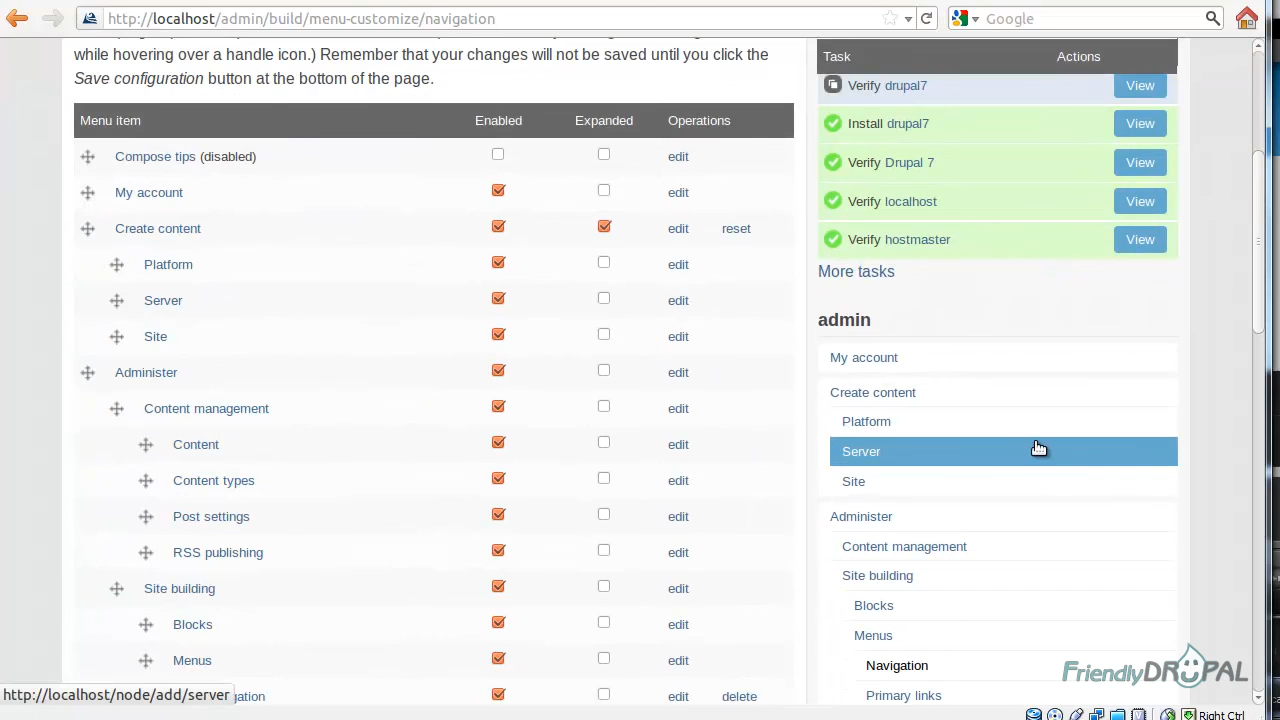 http://localhost/admin/build/menu-customize/navigation
Google
while hovering over a handle icon.) Remember that your changes will not be saved until you click the
Save configuration button at the bottom of the page.
Menu item Enabled Expanded Operations
Compose tips (disabled) edit
My account edit
Create content edit reset
Platform edit
Server edit
Site edit
Administer edit
Content management edit
Content edit
Content types edit
Post settings edit
RSS publishing edit
Site building edit
Blocks edit
Menus edit
gation edit delete
http://localhost/node/add/server
Task Actions
Verify drupal7 View
Install drupal7 View
Verify Drupal 7 View
Verify localhost View
Verify hostmaster View
More tasks
admin
My account
Create content
Platform
Server
Site
Administer
Content management
Site building
Blocks
Menus
Navigation
Primary links
FriendlyDRUPAL
Right Ctrl